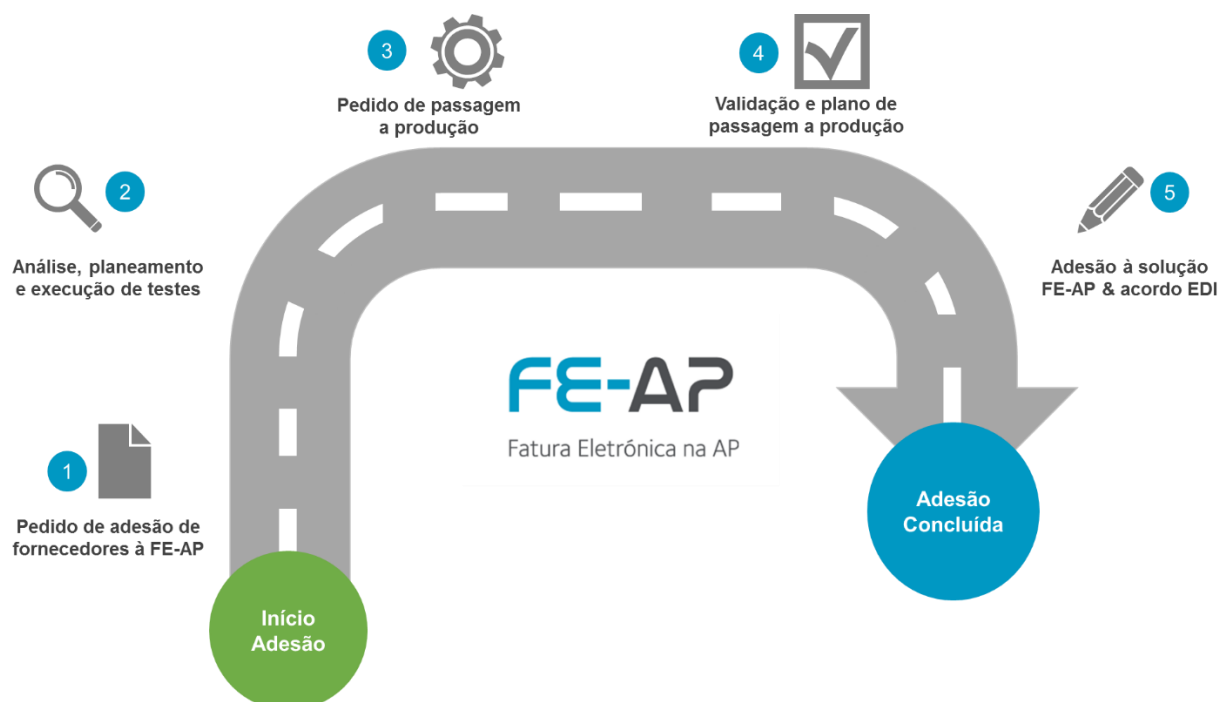 3
Pedido de passagem
a produção
4
Validação e plano de
passagem a produção
2
Análise, planeamento
e execução de testes
5
Adesão à solução
FE-AP & acordo EDI
FE-AP
Fatura Eletrónica na AP
1
Pedido de adesão de
fornecedores à FE-AP
Adesão
Concluída
Início
Adesão